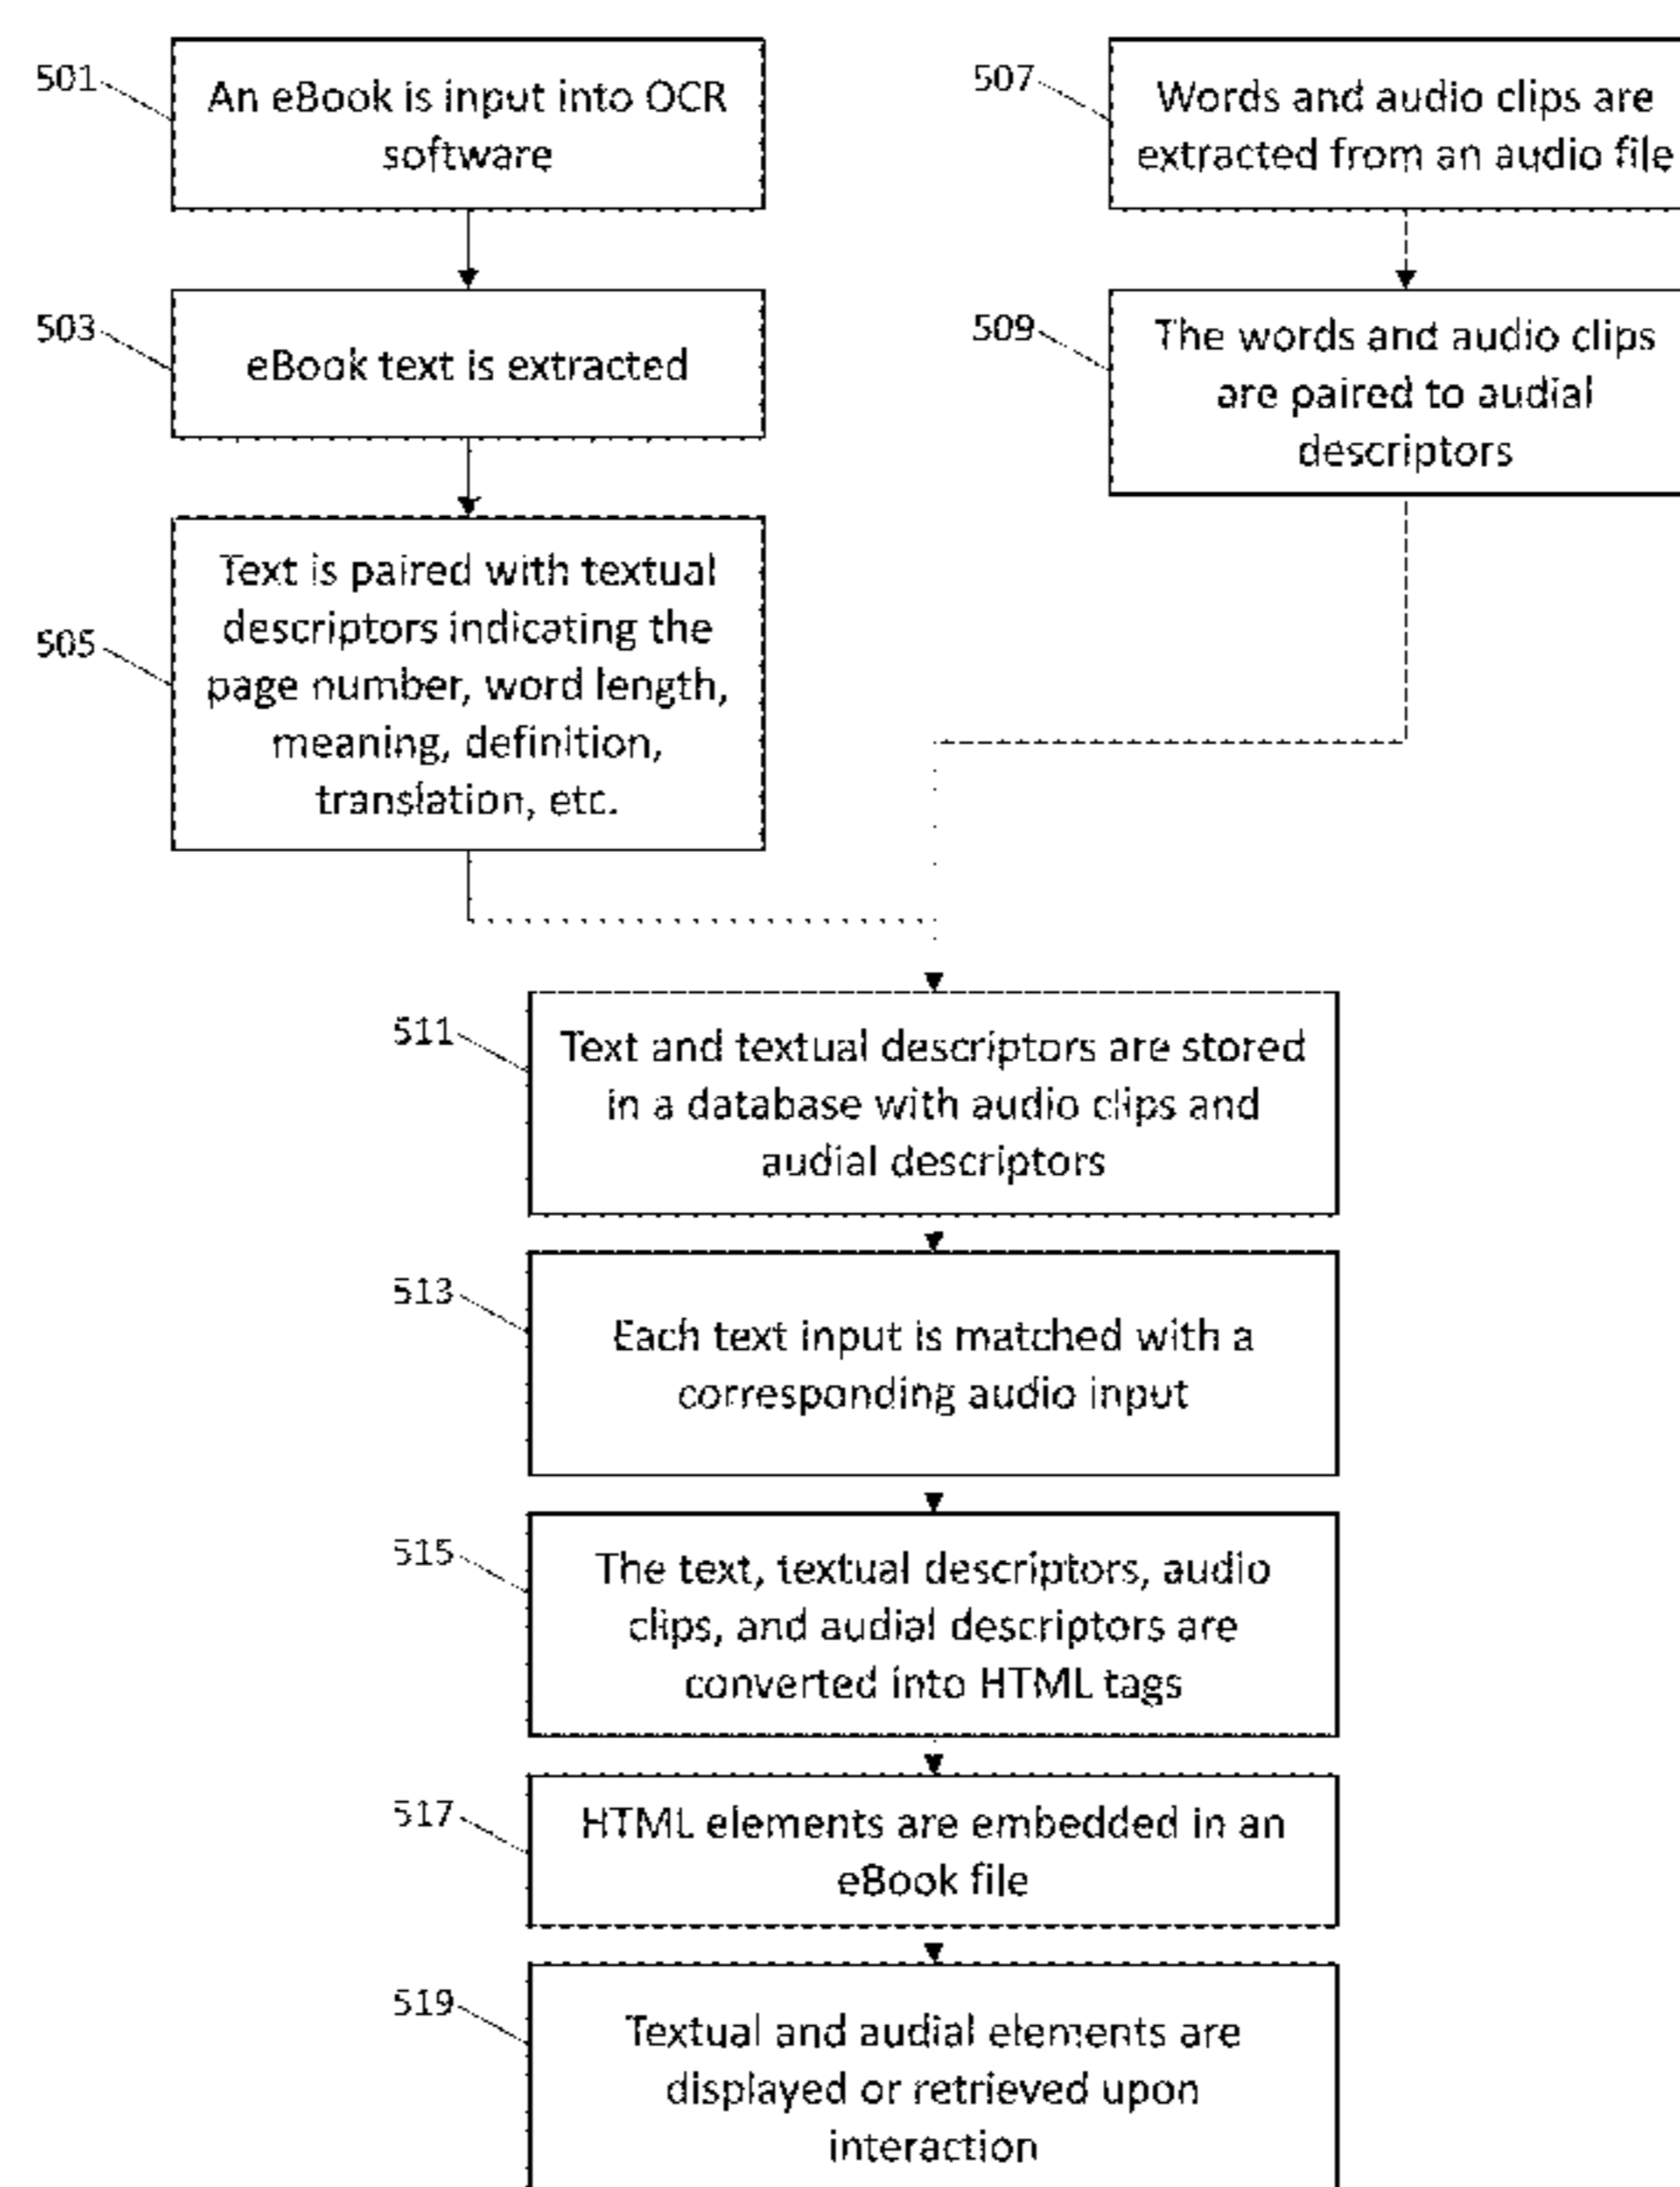 501
An eBook is input into OCR
software
503
eBook text is extracted
505
Text is paired with textual
descriptors indicating the
page number, word length,
meaning, definition,
translation, etc.
507
Words and audio clips are
extracted from an audio file
509
The words and audio clips
are paired to audial
descriptors
511
Text and textual descriptors are stored
in a database with audio clips and
audial descriptors
513
Each text input is matched with a
corresponding audio input
515
The text, textual descriptors, audio
clips, and audial descriptors are
converted into HTML tags
517
HTML elements are embedded in an
eBook file
519
Textual and audial elements are
displayed or retrieved upon
interaction